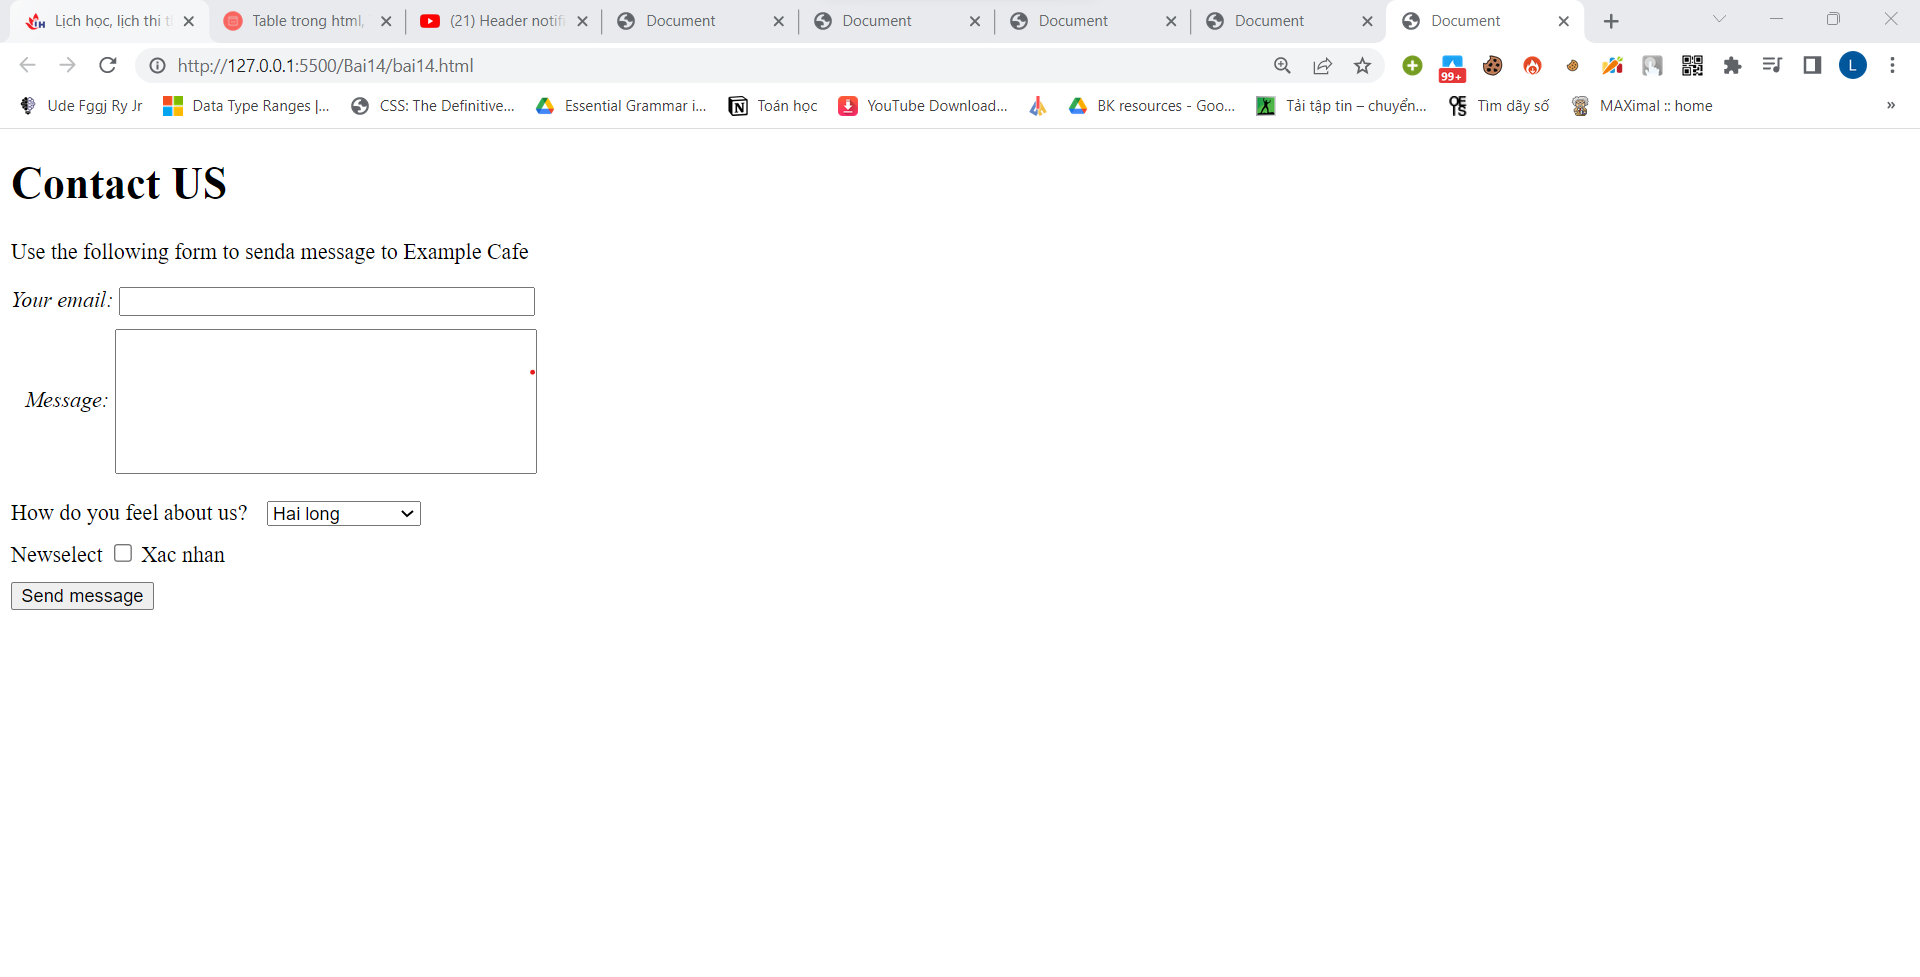 Lịch học, lịch thi t
Table trong html,
(21) Header notifi
Document
Document
Document
Document
Document
http://127.0.0.1:5500/Bai14/bai14.html
99+
L
Ude Fggj Ry Jr
Data Type Ranges |...
CSS: The Definitive...
Essential Grammar i...
Toán học
YouTube Download...
BK resources - Goo...
Tải tập tin – chuyển...
Tìm dãy số
MAXimal :: home
»
Contact US
Use the following form to senda message to Example Cafe
Your email:
Message:
How do you feel about us? Hai long
Newselect Xac nhan
Send message